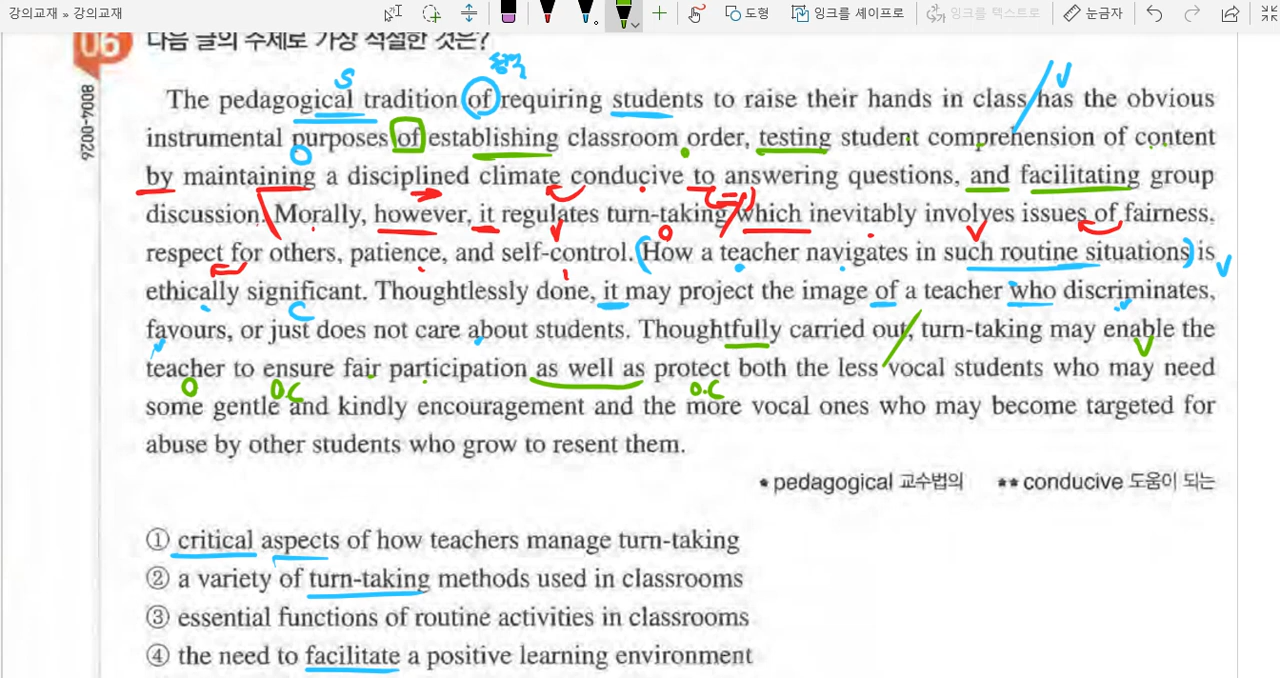 강의교재 » 강의교재
도형
잉크를 셰이프로
잉크를 텍스트로
눈금자
06 다음 글의 주제로 가장 적절한 것은?
8004-0026
S
동격
The pedagogical tradition of requiring students to raise their hands in class has the obvious
instrumental purposes of establishing classroom order, testing student comprehension of content
by maintaining a disciplined climate conducive to answering questions, and facilitating group
discussion. Morally, however, it regulates turn-taking, which inevitably involves issues of fairness,
respect for others, patience, and self-control. How a teacher navigates in such routine situations is
ethically significant. Thoughtlessly done, it may project the image of a teacher who discriminates,
C
favours, or just does not care about students. Thoughtfully carried out, turn-taking may enable the
teacher to ensure fair participation as well as protect both the less vocal students who may need
O O.C O.C
some gentle and kindly encouragement and the more vocal ones who may become targeted for
abuse by other students who grow to resent them.
* pedagogical 교수법의 ** conducive 도움이 되는
① critical aspects of how teachers manage turn-taking
② a variety of turn-taking methods used in classrooms
③ essential functions of routine activities in classrooms
④ the need to facilitate a positive learning environment